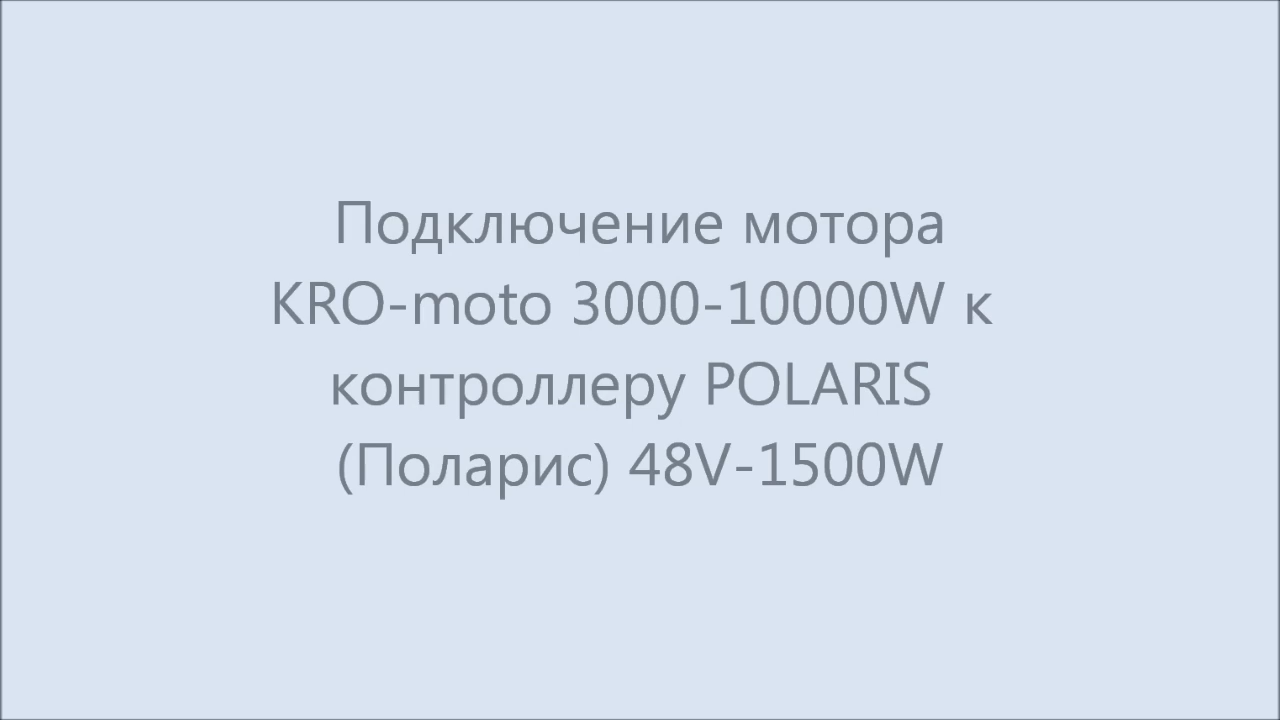 Подключение мотора
KRO-moto 3000-10000W к
контроллеру POLARIS
(Поларис) 48V-1500W